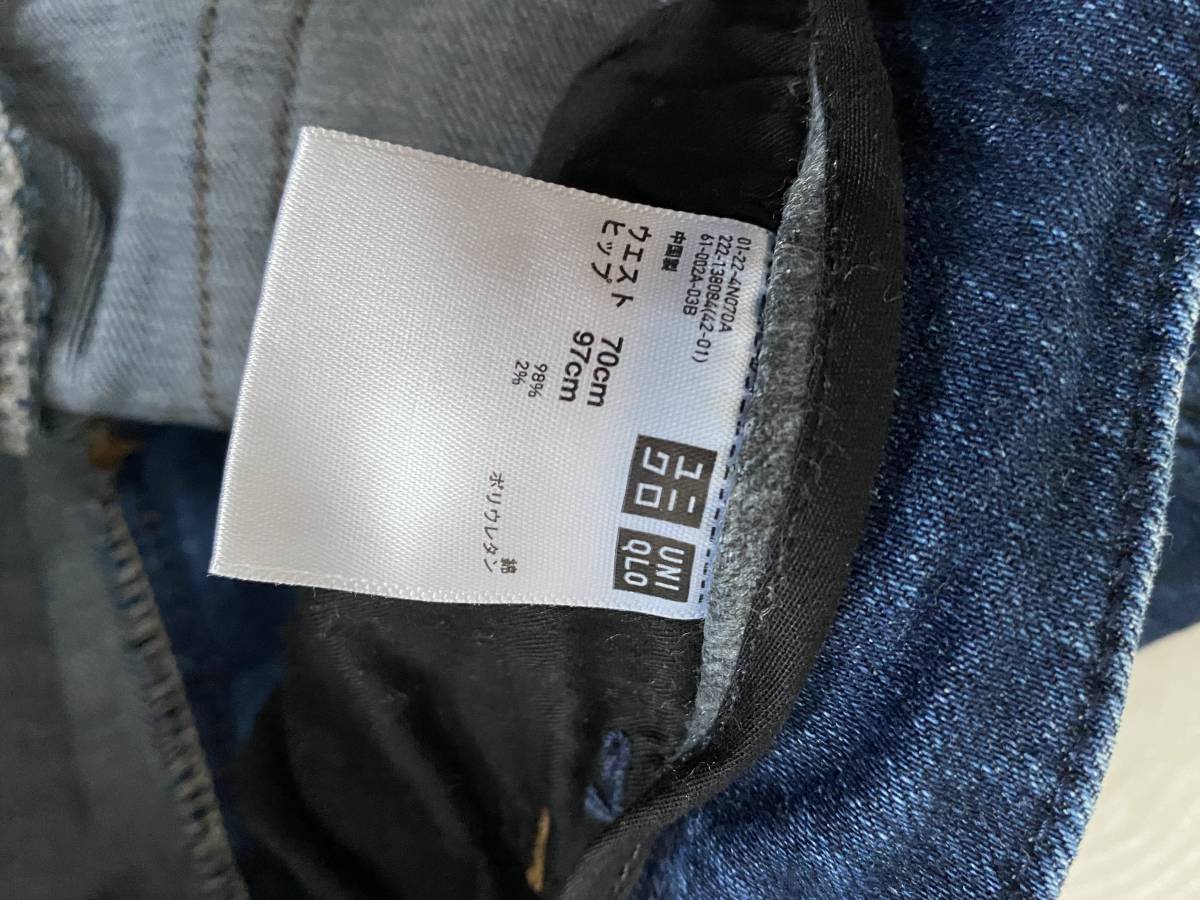 ユニ
クロ
UNI
QLO
01-22-4N070A
222-138084(42-01)
61-002A-03B
中国製
ウエスト 70cm
ヒップ 97cm
綿 98%
ポリウレタン 2%